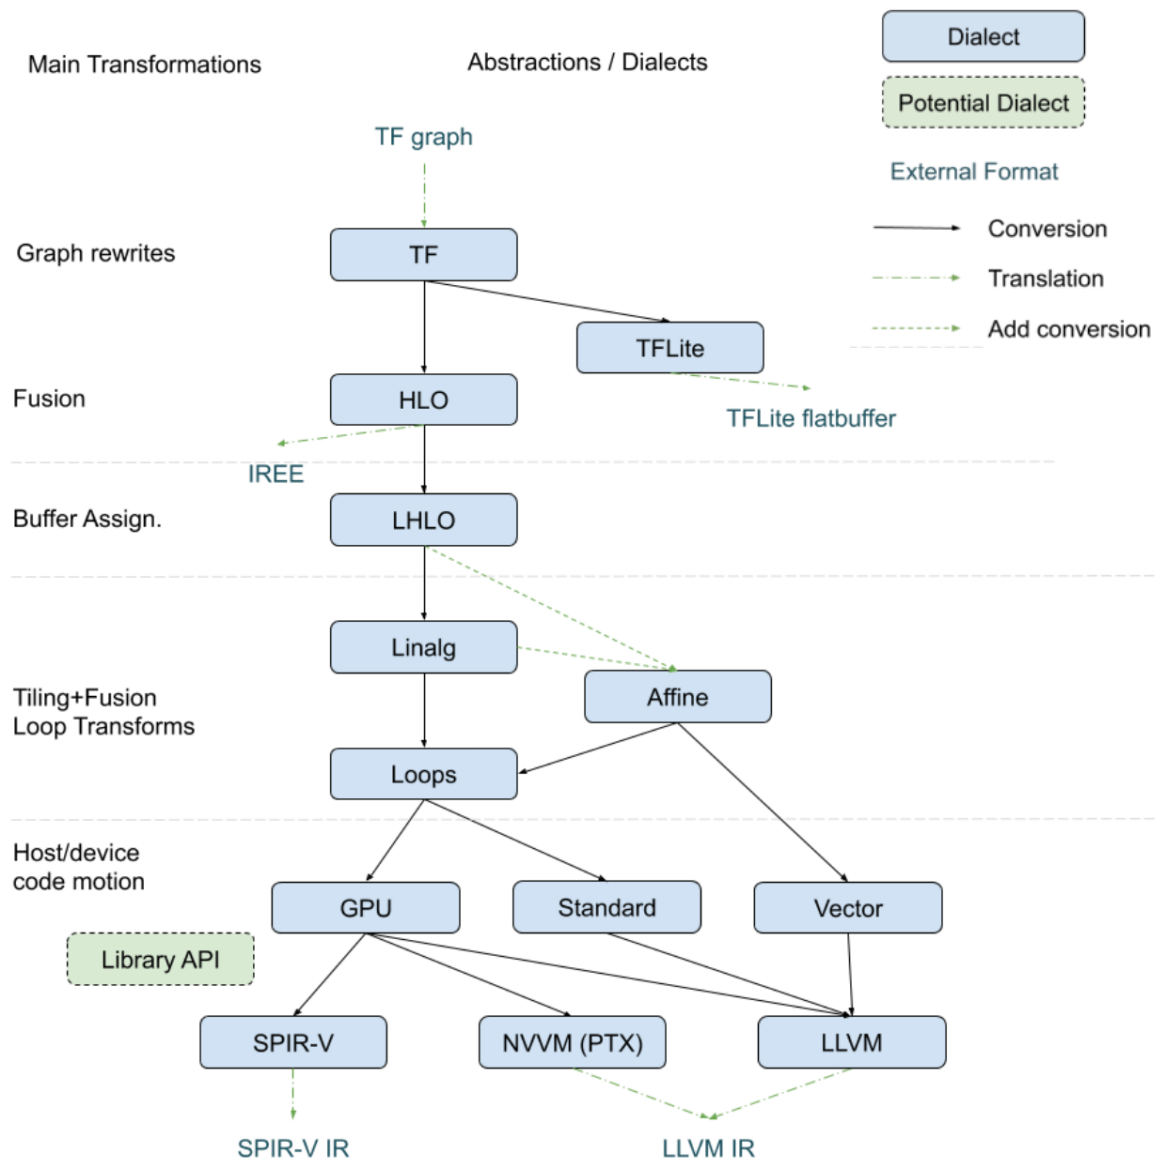 Main Transformations
Abstractions / Dialects
Dialect
Potential Dialect
External Format
Conversion
Translation
Add conversion
TF graph
Graph rewrites
TF
TFLite
TFLite flatbuffer
Fusion
HLO
IREE
Buffer Assign.
LHLO
Linalg
Affine
Tiling+Fusion
Loop Transforms
Loops
Host/device
code motion
GPU
Standard
Vector
Library API
SPIR-V
NVVM (PTX)
LLVM
SPIR-V IR
LLVM IR